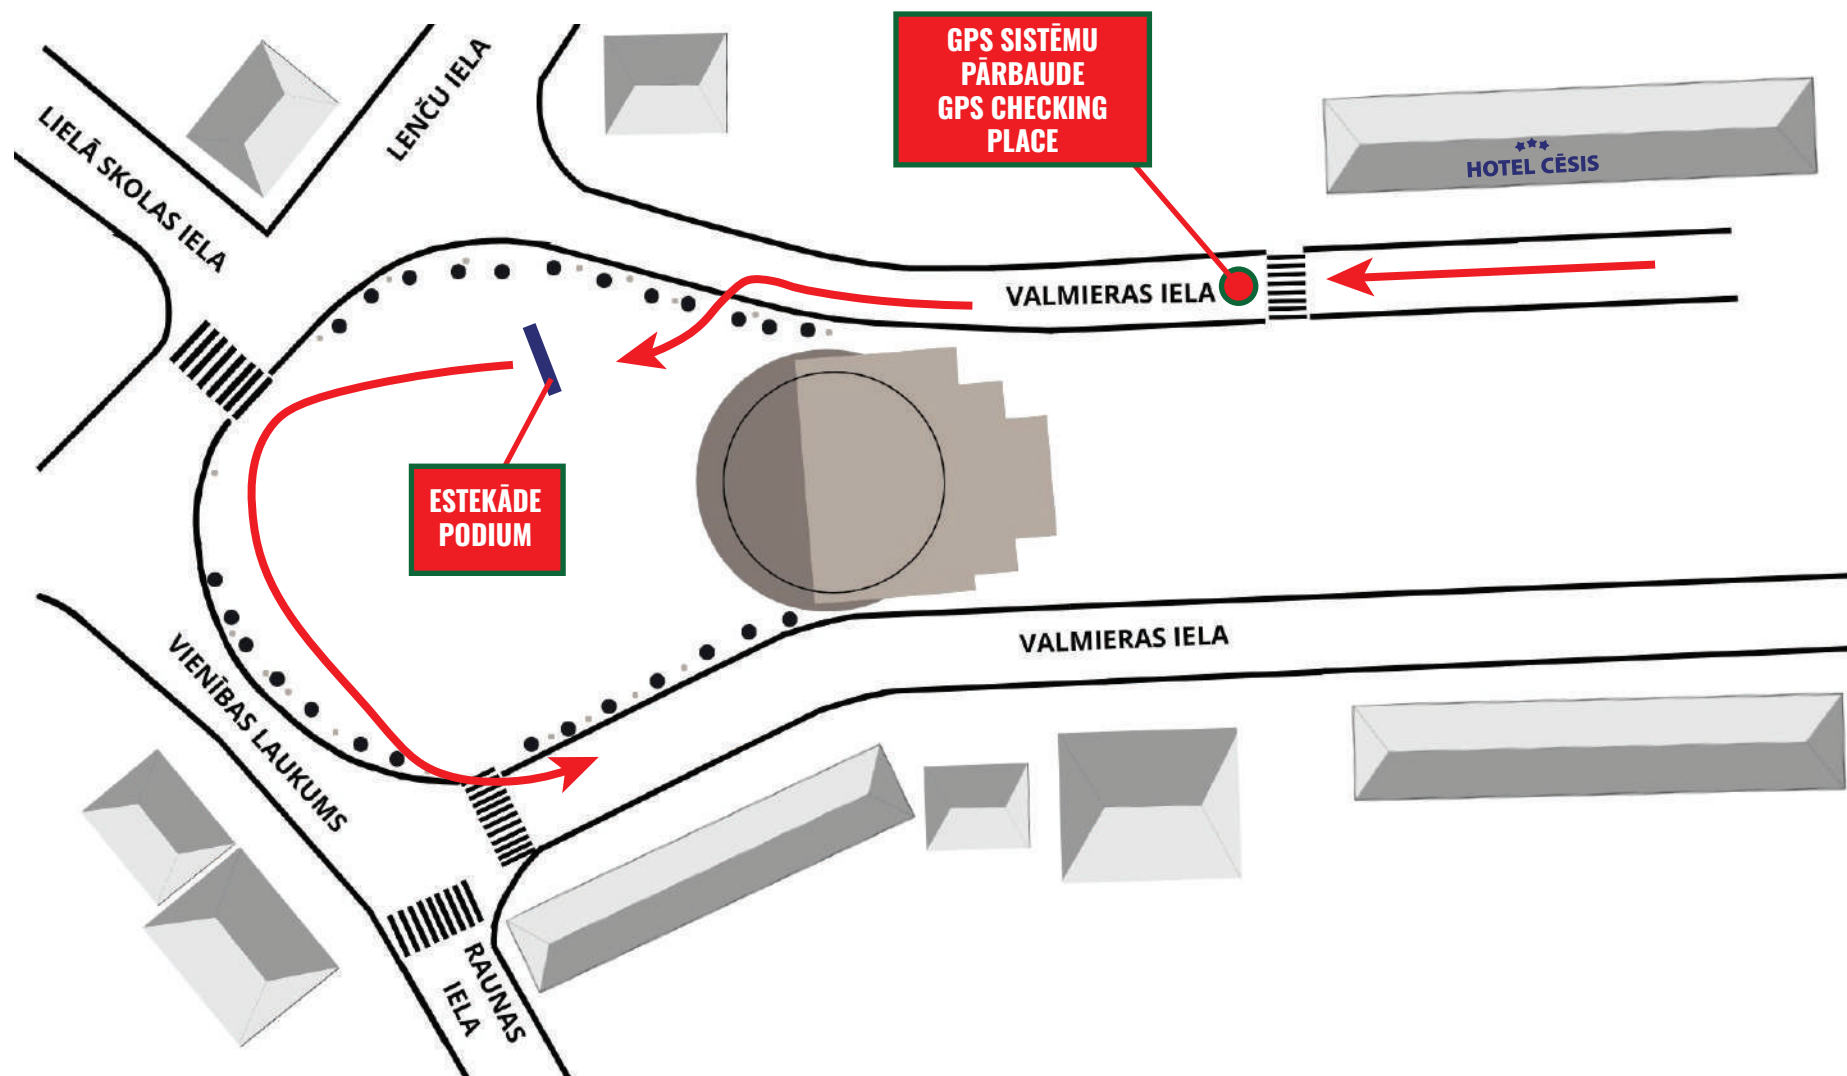 GPS SISTĒMU
PĀRBAUDE
GPS CHECKING
PLACE
LENČU IELA
LIELĀ SKOLAS IELA
HOTEL CĒSIS
VALMIERAS IELA
ESTEKĀDE
PODIUM
VALMIERAS IELA
VIENĪBAS LAUKUMS
RAUNAS
IELA